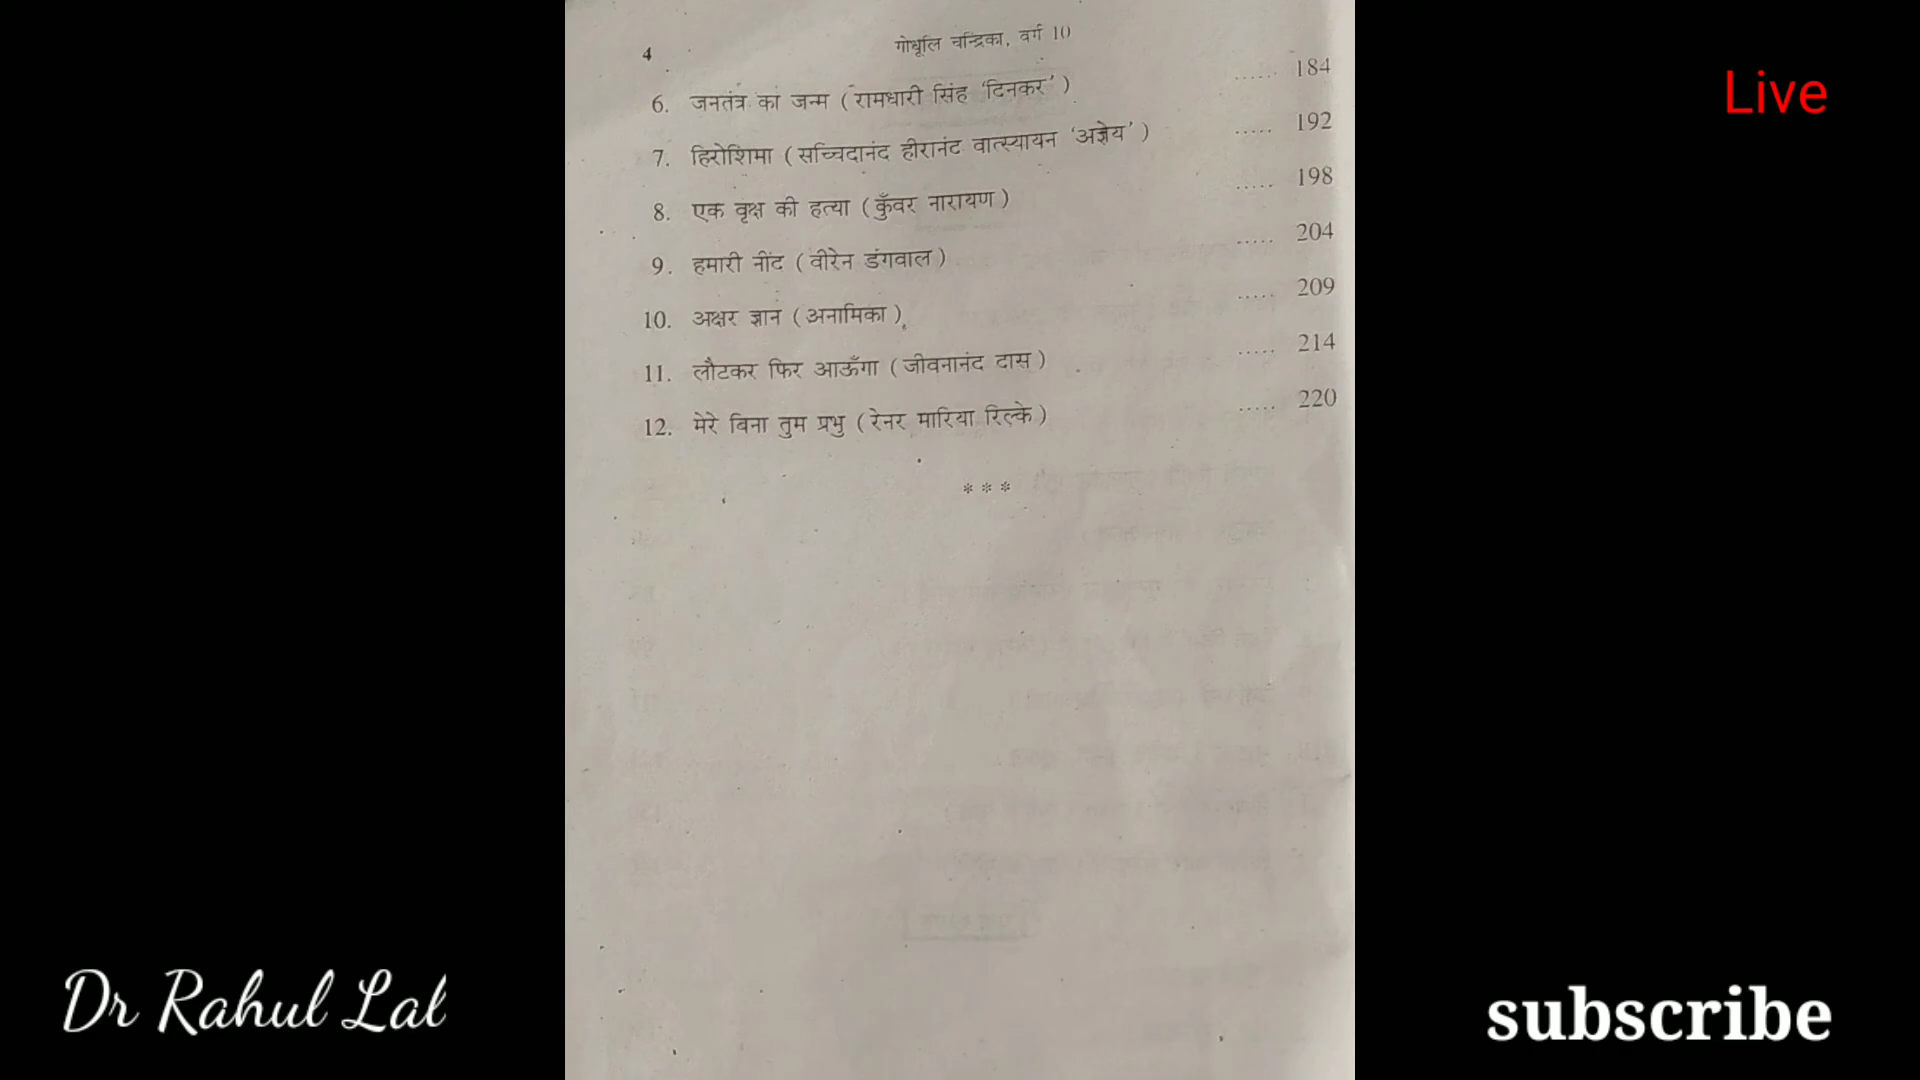 4 गोधूलि चन्द्रिका, वर्ग 10
6. जनतंत्र का जन्म ( रामधारी सिंह ‘दिनकर’ ) ...... 184
7. हिरोशिमा ( सच्चिदानंद हीरानंद वात्स्यायन ‘अज्ञेय’ ) ..... 192
8. एक वृक्ष की हत्या ( कुँवर नारायण ) ..... 198
9. हमारी नींद ( वीरेन डंगवाल ) ..... 204
10. अक्षर ज्ञान ( अनामिका ) ..... 209
11. लौटकर फिर आऊँगा ( जीवनानंद दास ) ..... 214
12. मेरे बिना तुम प्रभु ( रेनर मारिया रिल्के ) ..... 220
* * *
Live
Dr Rahul Lal
subscribe